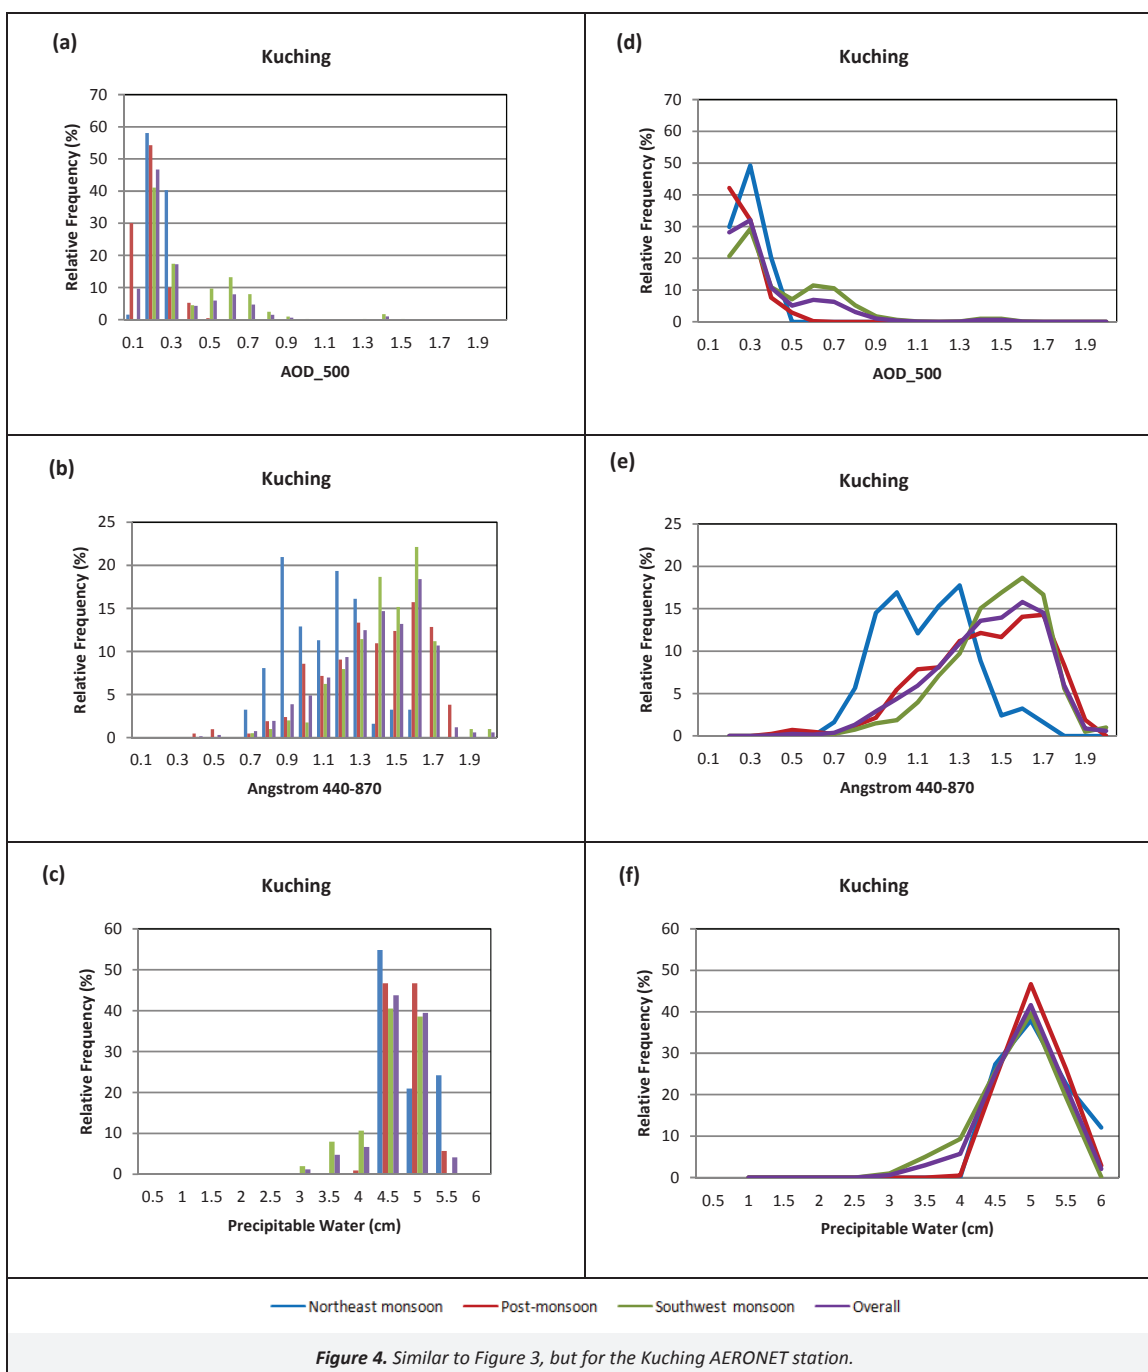 (a)
Kuching
Relative Frequency (%)
70
60
50
40
30
20
10
0
0.1 0.3 0.5 0.7 0.9 1.1 1.3 1.5 1.7 1.9
AOD_500
(d)
Kuching
Relative Frequency (%)
70
60
50
40
30
20
10
0
0.1 0.3 0.5 0.7 0.9 1.1 1.3 1.5 1.7 1.9
AOD_500
(b)
Kuching
Relative Frequency (%)
25
20
15
10
5
0
0.1 0.3 0.5 0.7 0.9 1.1 1.3 1.5 1.7 1.9
Angstrom 440-870
(e)
Kuching
Relative Frequency (%)
25
20
15
10
5
0
0.1 0.3 0.5 0.7 0.9 1.1 1.3 1.5 1.7 1.9
Angstrom 440-870
(c)
Kuching
Relative Frequency (%)
60
50
40
30
20
10
0
0.5 1 1.5 2 2.5 3 3.5 4 4.5 5 5.5 6
Precipitable Water (cm)
(f)
Kuching
Relative Frequency (%)
60
50
40
30
20
10
0
0.5 1 1.5 2 2.5 3 3.5 4 4.5 5 5.5 6
Precipitable Water (cm)
Northeast monsoon Post-monsoon Southwest monsoon Overall
Figure 4. Similar to Figure 3, but for the Kuching AERONET station.